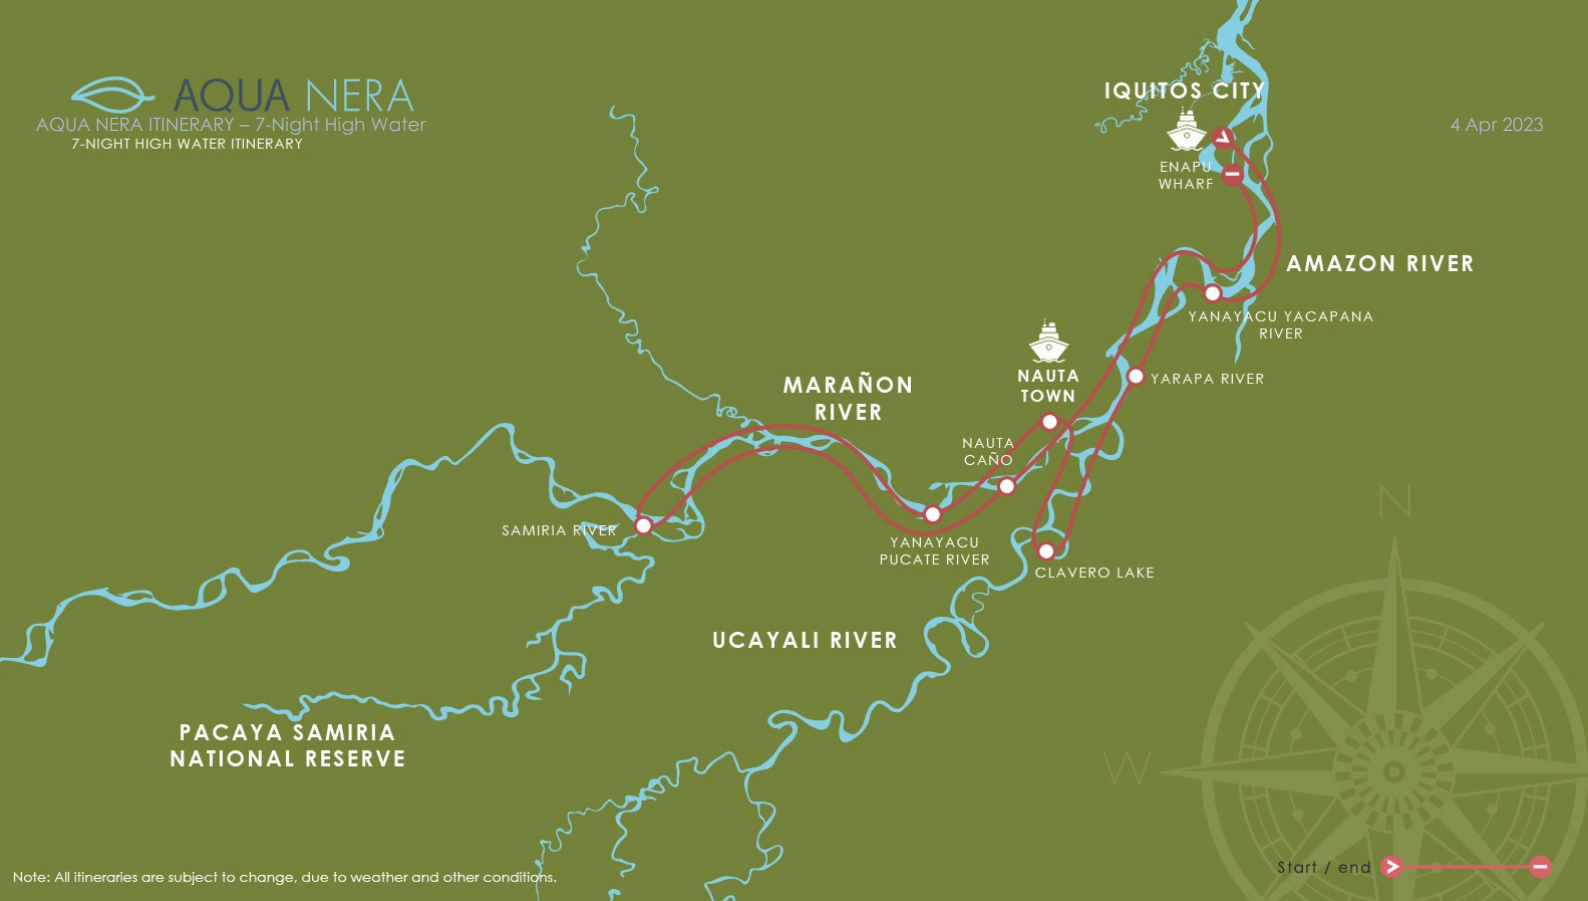 AQUA NERA
AQUA NERA ITINERARY – 7-Night High Water
7-NIGHT HIGH WATER ITINERARY
4 Apr 2023
IQUITOS CITY
ENAPU
WHARF
AMAZON RIVER
YANAYACU YACAPANA
RIVER
NAUTA
TOWN
YARAPA RIVER
MARAÑON
RIVER
NAUTA
CAÑO
SAMIRIA RIVER
YANAYACU
PUCATE RIVER
CLAVERO LAKE
UCAYALI RIVER
PACAYA SAMIRIA
NATIONAL RESERVE
N
W
Start / end
Note: All itineraries are subject to change, due to weather and other conditions.